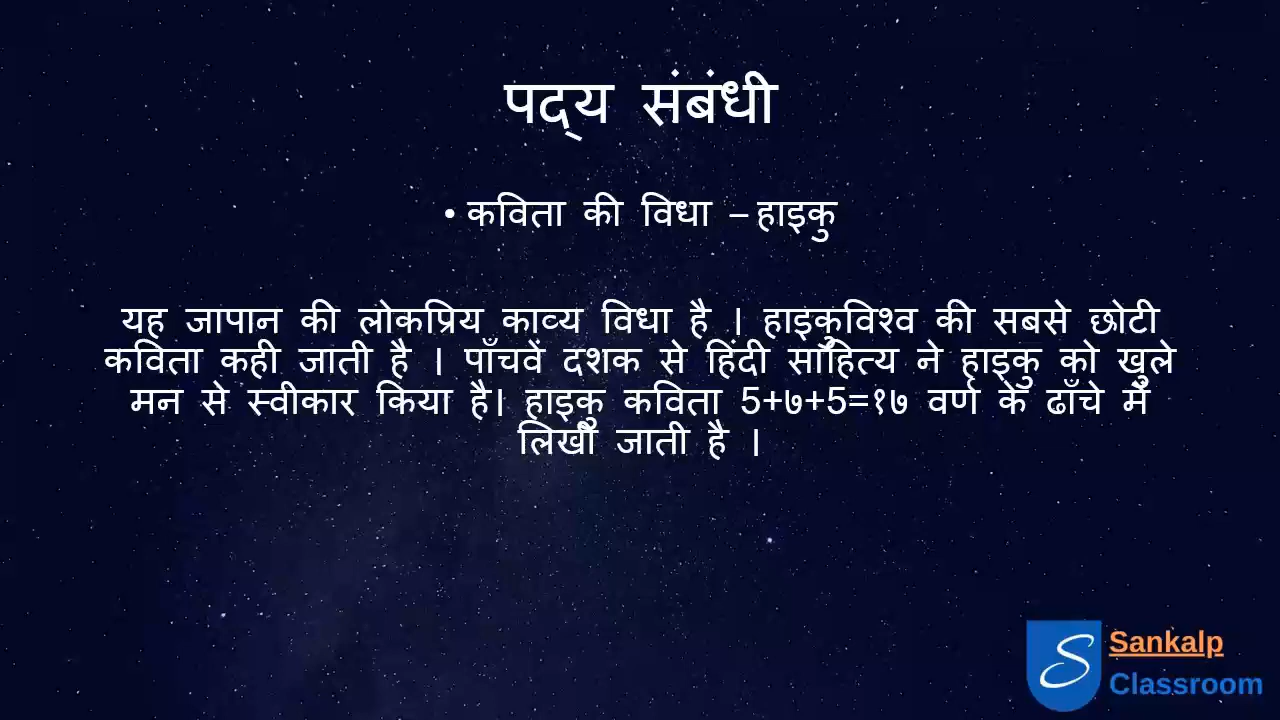 पद्य संबंधी
• कविता की विधा – हाइकु
यह जापान की लोकप्रिय काव्य विधा है । हाइकुविश्व की सबसे छोटी
कविता कही जाती है । पाँचवें दशक से हिंदी साहित्य ने हाइकु को खुले
मन से स्वीकार किया है। हाइकु कविता 5+७+5=१७ वर्ण के ढाँचे में
लिखी जाती है ।
Sankalp
Classroom